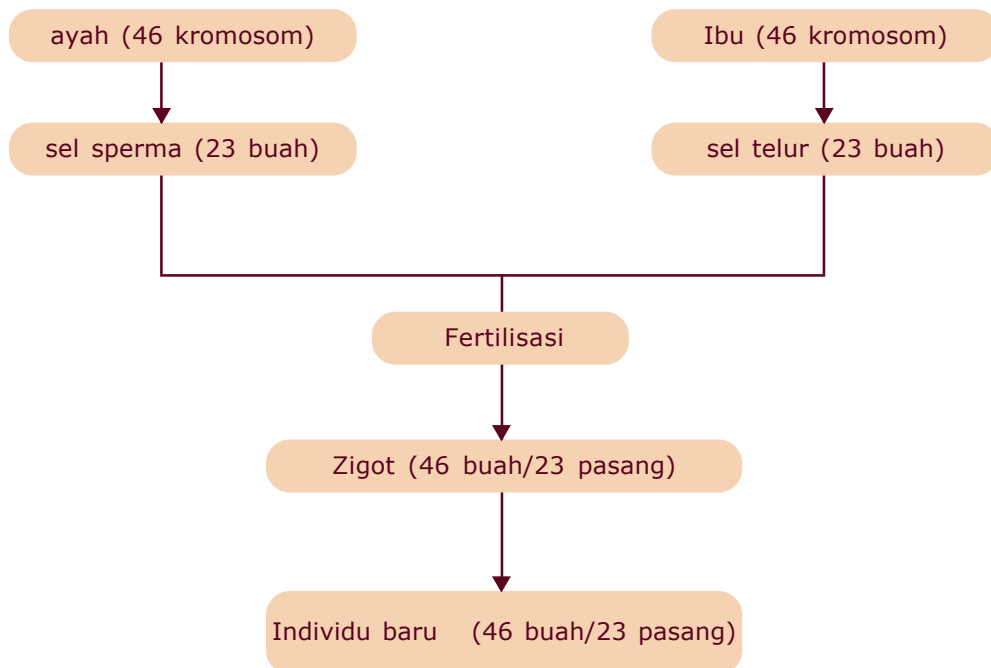 ayah (46 kromosom)
Ibu (46 kromosom)
sel sperma (23 buah)
sel telur (23 buah)
Fertilisasi
Zigot (46 buah/23 pasang)
Individu baru (46 buah/23 pasang)